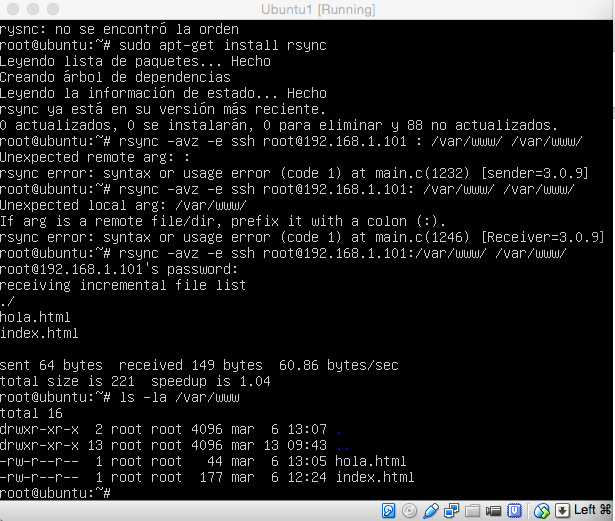 Ubuntu1 [Running]
rysnc: no se encontró la orden
root@ubuntu:~# sudo apt-get install rsync
Leyendo lista de paquetes... Hecho
Creando árbol de dependencias
Leyendo la información de estado... Hecho
rsync ya está en su versión más reciente.
0 actualizados, 0 se instalarán, 0 para eliminar y 88 no actualizados.
root@ubuntu:~# rsync -avz -e ssh root@192.168.1.101 : /var/www/ /var/www/
Unexpected remote arg: :
rsync error: syntax or usage error (code 1) at main.c(1232) [sender=3.0.9]
root@ubuntu:~# rsync -avz -e ssh root@192.168.1.101: /var/www/ /var/www/
Unexpected local arg: /var/www/
If arg is a remote file/dir, prefix it with a colon (:).
rsync error: syntax or usage error (code 1) at main.c(1246) [Receiver=3.0.9]
root@ubuntu:~# rsync -avz -e ssh root@192.168.1.101:/var/www/ /var/www/
root@192.168.1.101's password:
receiving incremental file list
./
hola.html
index.html
sent 64 bytes  received 149 bytes  60.86 bytes/sec
total size is 221  speedup is 1.04
root@ubuntu:~# ls -la /var/www
total 16
drwxr-xr-x  2 root root 4096 mar  6 13:07 .
drwxr-xr-x 13 root root 4096 mar 13 09:43 ..
-rw-r--r--  1 root root   44 mar  6 13:05 hola.html
-rw-r--r--  1 root root  177 mar  6 12:24 index.html
root@ubuntu:~#
Left ⌘